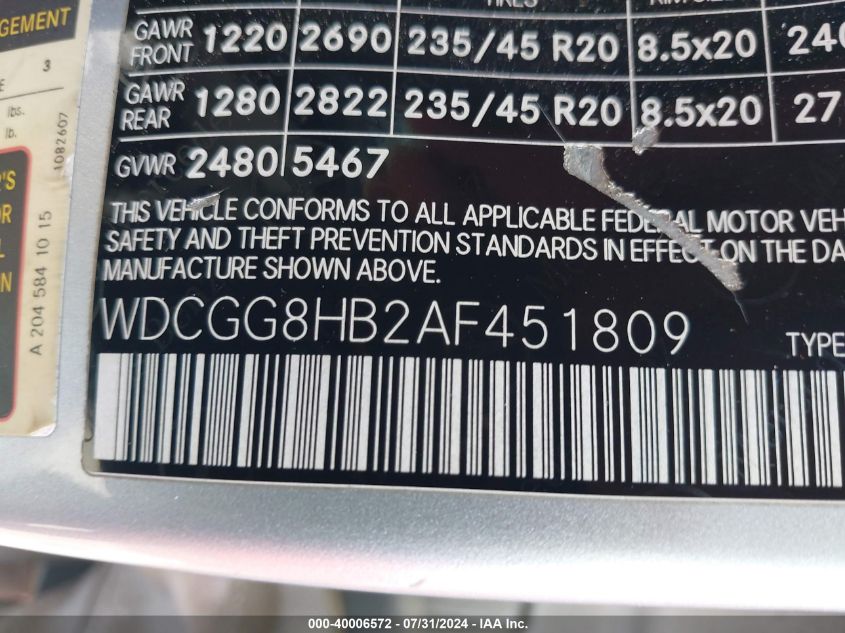 GEMENT
3
lbs.
lb.
1082607
A 204 584 10 15
GAWR FRONT 1220 2690 235/45 R20 8.5x20 240
GAWR REAR 1280 2822 235/45 R20 8.5x20 27
GVWR 2480 5467
THIS VEHICLE CONFORMS TO ALL APPLICABLE FEDERAL MOTOR VEH
SAFETY AND THEFT PREVENTION STANDARDS IN EFFECT ON THE DA
MANUFACTURE SHOWN ABOVE.
WDCGG8HB2AF451809
TYPE
000-40006572 / 07/31/2024 - IAA Inc.